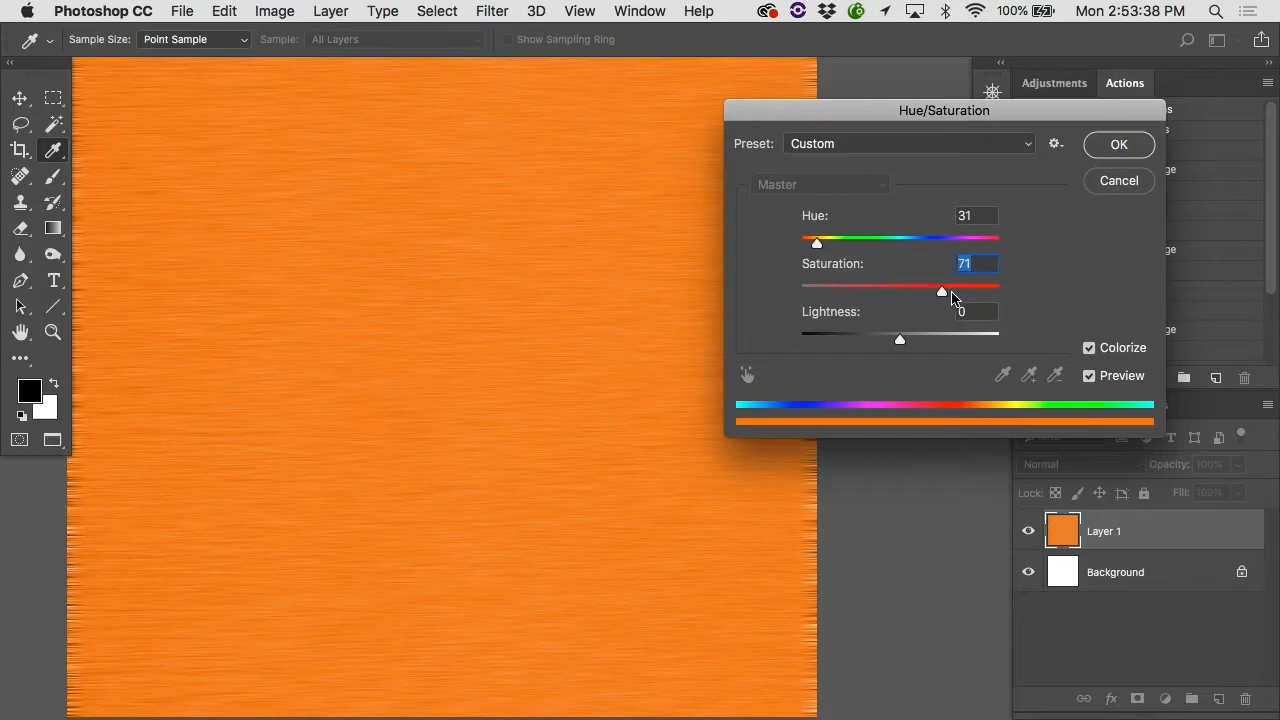 Photoshop CC File Edit Image Layer Type Select Filter 3D View Window Help 100% Mon 2:53:38 PM
Sample Size: Point Sample Sample: All Layers Show Sampling Ring
Adjustments Actions
Hue/Saturation
Preset: Custom
OK
Cancel
Master
Hue: 31
Saturation: 71
Lightness: 0
Colorize
Preview
Normal Opacity: 100%
Lock: Fill: 100%
Layer 1
Background
fx